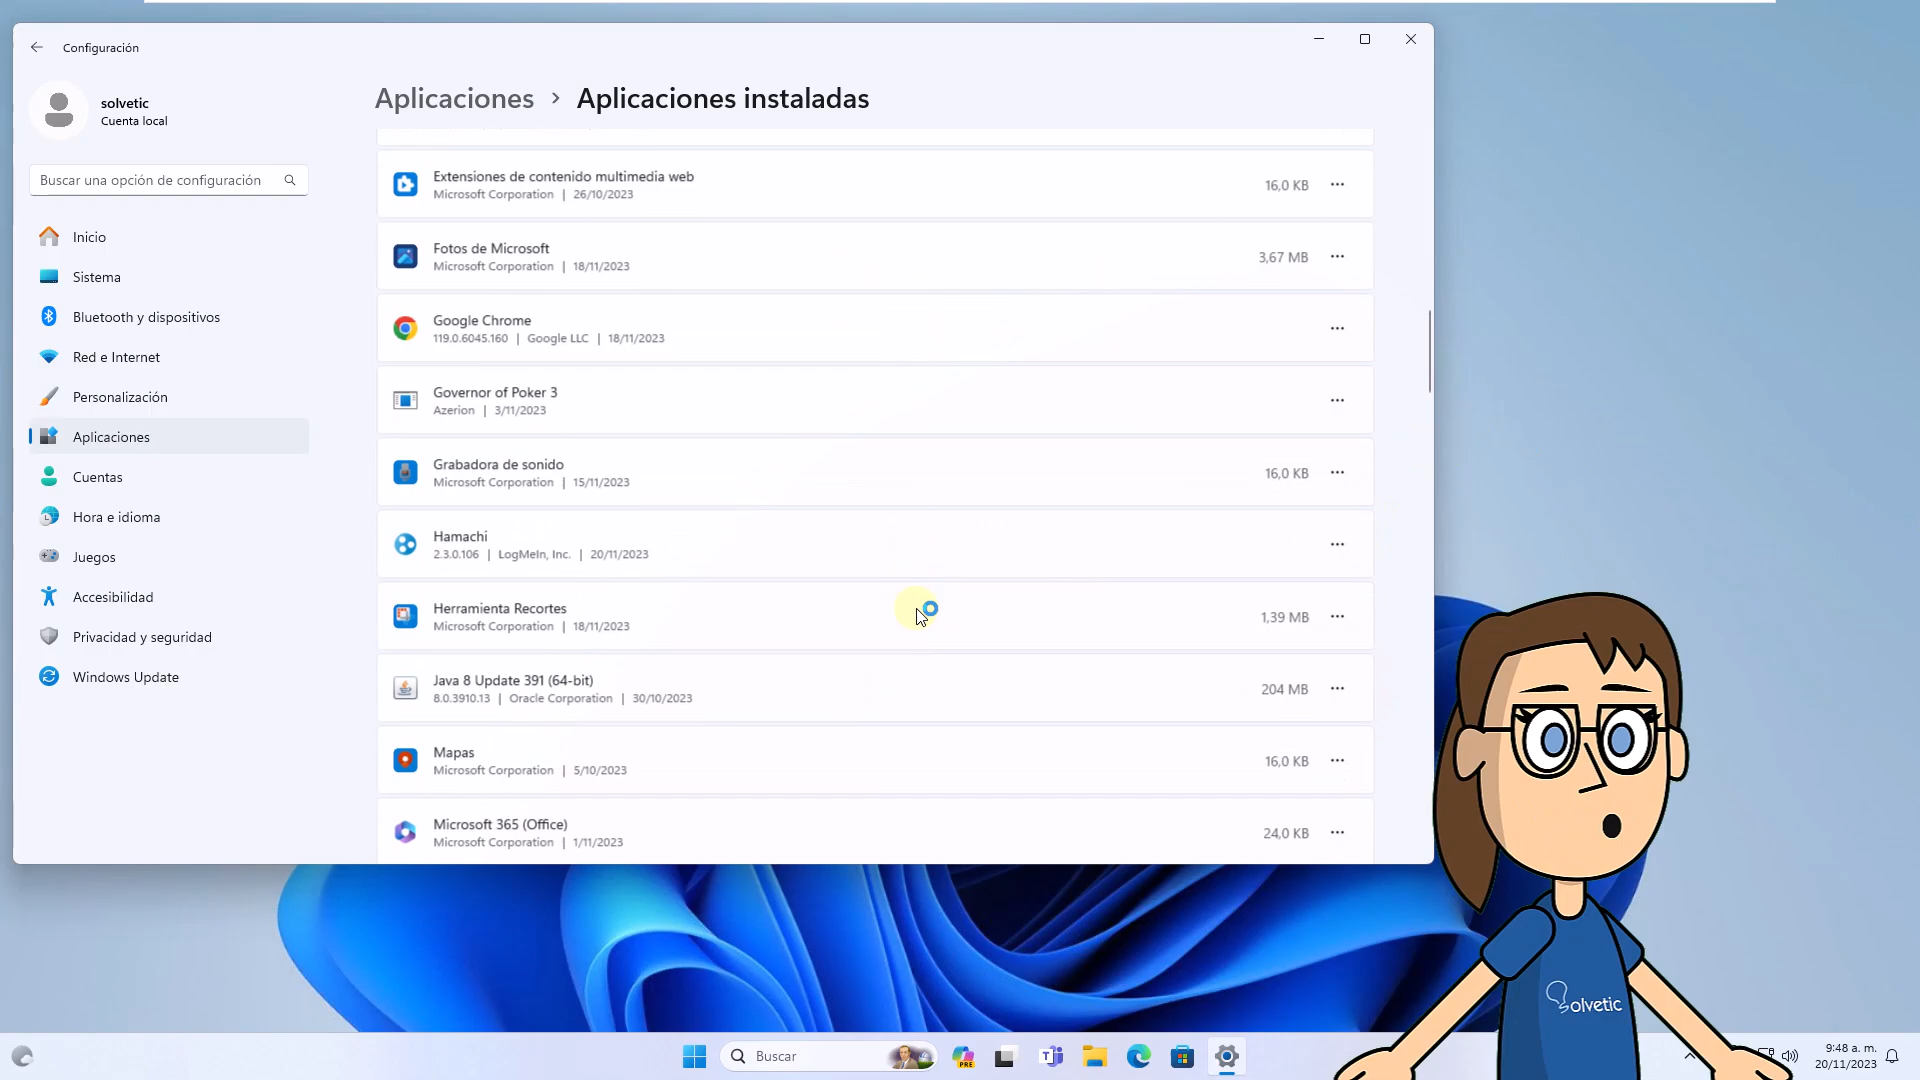 Configuración
solvetic
Cuenta local
Buscar una opción de configuración
Inicio
Sistema
Bluetooth y dispositivos
Red e Internet
Personalización
Aplicaciones
Cuentas
Hora e idioma
Juegos
Accesibilidad
Privacidad y seguridad
Windows Update
Aplicaciones > Aplicaciones instaladas
Extensiones de contenido multimedia web
Microsoft Corporation | 26/10/2023
16,0 KB
Fotos de Microsoft
Microsoft Corporation | 18/11/2023
3,67 MB
Google Chrome
119.0.6045.160 | Google LLC | 18/11/2023
Governor of Poker 3
Azerion | 3/11/2023
Grabadora de sonido
Microsoft Corporation | 15/11/2023
16,0 KB
Hamachi
2.3.0.106 | LogMeIn, Inc. | 20/11/2023
Herramienta Recortes
Microsoft Corporation | 18/11/2023
1,39 MB
Java 8 Update 391 (64-bit)
8.0.3910.13 | Oracle Corporation | 30/10/2023
204 MB
Mapas
Microsoft Corporation | 5/10/2023
16,0 KB
Microsoft 365 (Office)
Microsoft Corporation | 1/11/2023
24,0 KB
Solvetic
Buscar
PRE
9:48 a. m.
20/11/2023